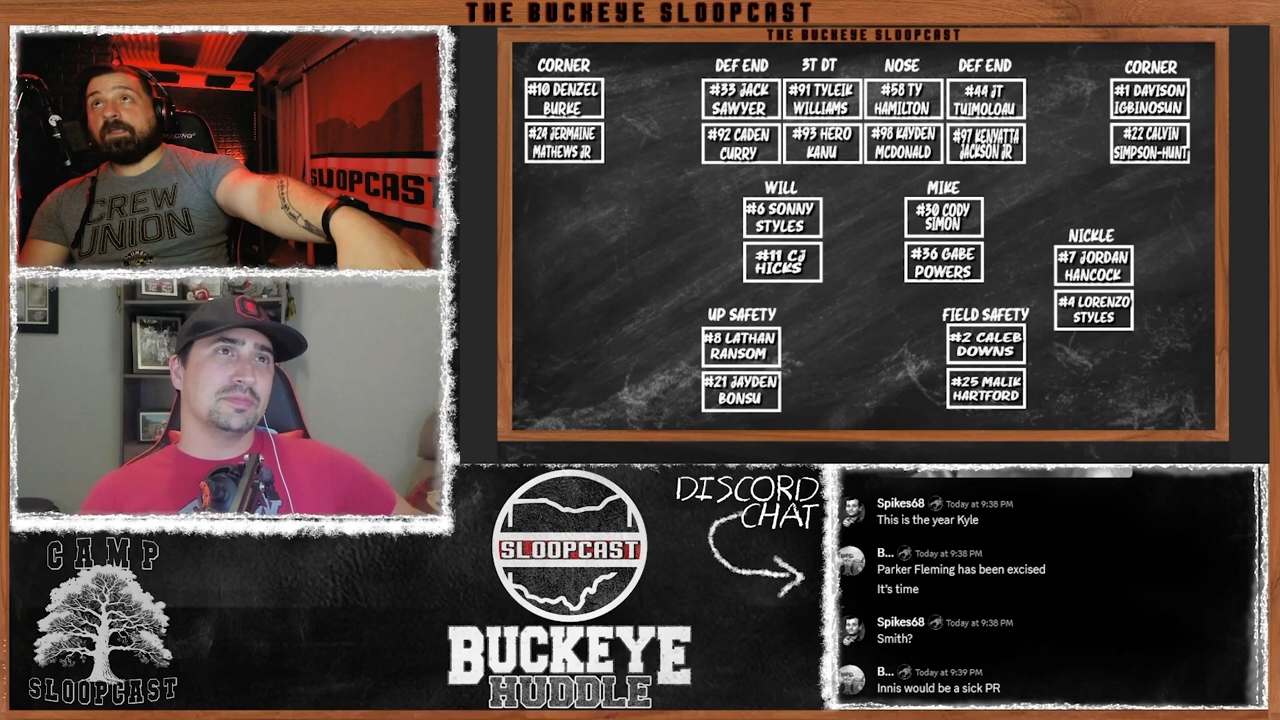 THE BUCKEYE SLOOPCAST
THE BUCKEYE SLOOPCAST
CREW
UNION
SLOOPCAST
CORNER
#10 DENZEL
BURKE
#24 JERMAINE
MATHEWS JR
DEF END
#33 JACK
SAWYER
#92 CADEN
CURRY
3T DT
#91 TYLEIK
WILLIAMS
#93 HERO
KANU
NOSE
#58 TY
HAMILTON
#98 KAYDEN
MCDONALD
DEF END
#44 JT
TUIMOLOAU
#97 KENYATTA
JACKSON JR
CORNER
#1 DAVISON
IGBINOSUN
#22 CALVIN
SIMPSON-HUNT
WILL
#6 SONNY
STYLES
#11 CJ
HICKS
MIKE
#30 CODY
SIMON
#36 GABE
POWERS
NICKLE
#7 JORDAN
HANCOCK
#4 LORENZO
STYLES
UP SAFETY
#8 LATHAN
RANSOM
#21 JAYDEN
BONSU
FIELD SAFETY
#2 CALEB
DOWNS
#25 MALIK
HARTFORD
CAMP
SLOOPCAST
SLOOPCAST
BUCKEYE
HUDDLE
DISCORD
CHAT
Spikes68 Today at 9:38 PM
This is the year Kyle
B... Today at 9:38 PM
Parker Fleming has been excised
It's time
Spikes68 Today at 9:38 PM
Smith?
B... Today at 9:39 PM
Innis would be a sick PR